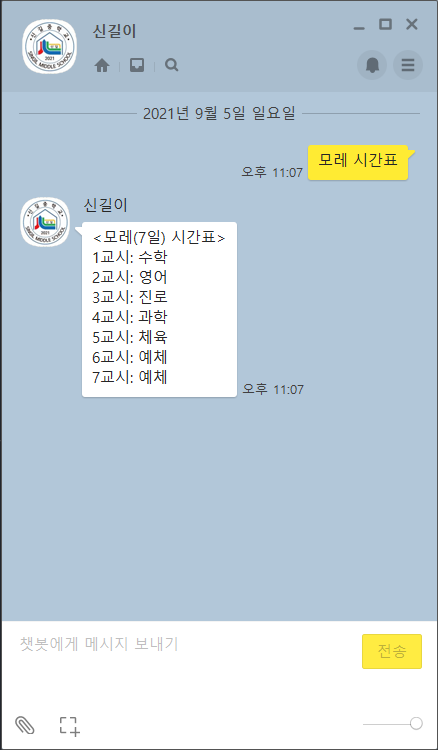 신길이
2021년 9월 5일 일요일
모레 시간표
오후 11:07
신길이
<모레(7일) 시간표>
1교시: 수학
2교시: 영어
3교시: 진로
4교시: 과학
5교시: 체육
6교시: 예체
7교시: 예체
오후 11:07
챗봇에게 메시지 보내기
전송